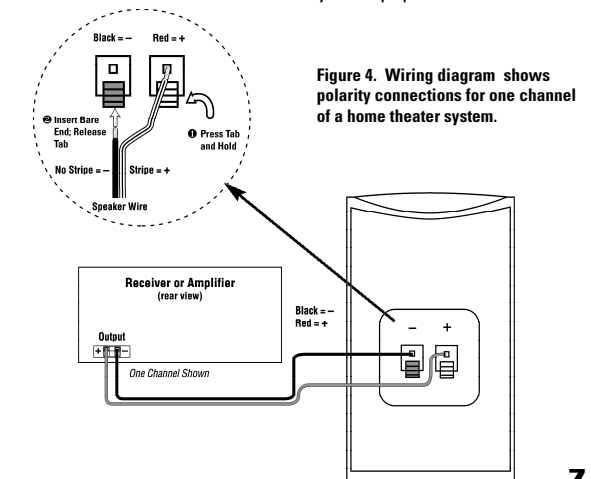 Black = –
Red = +
Figure 4. Wiring diagram shows
polarity connections for one channel
of a home theater system.
❷ Insert Bare
End; Release
Tab
❶ Press Tab
and Hold
No Stripe = –
Stripe = +
Speaker Wire
Receiver or Amplifier
(rear view)
Black = –
Red = +
– +
Output
+ –
One Channel Shown
7